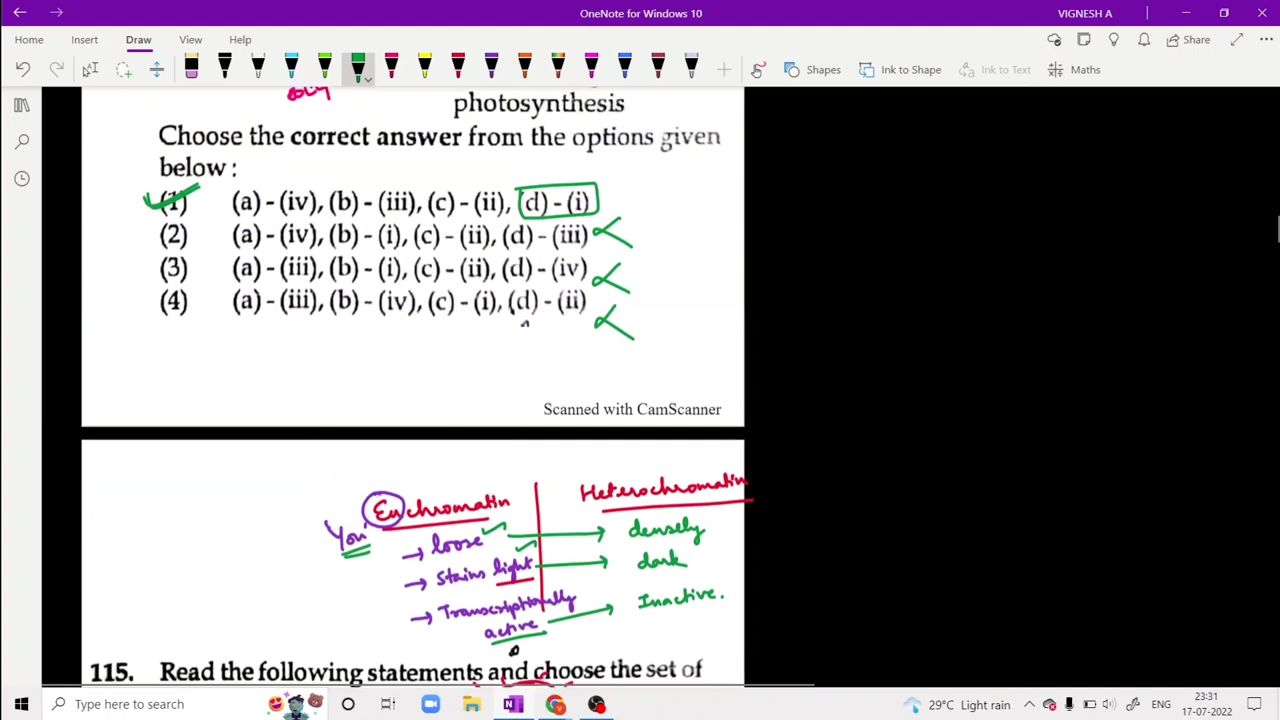 OneNote for Windows 10
VIGNESH A
Home Insert Draw View Help
Share
Shapes Ink to Shape Ink to Text Maths
only
photosynthesis
Choose the correct answer from the options given
below :
(1) (a) - (iv), (b) - (iii), (c) - (ii), (d) - (i)
(2) (a) - (iv), (b) - (i), (c) - (ii), (d) - (iii)
(3) (a) - (iii), (b) - (i), (c) - (ii), (d) - (iv)
(4) (a) - (iii), (b) - (iv), (c) - (i), (d) - (ii)
Scanned with CamScanner
Euchromatin Heterochromatin
You
→ loose → densely
→ Stains light → dark
→ Transcriptionally active → Inactive.
115. Read the following statements and choose the set of
Type here to search
29°C Light rain
ENG
23:31
17-07-2022